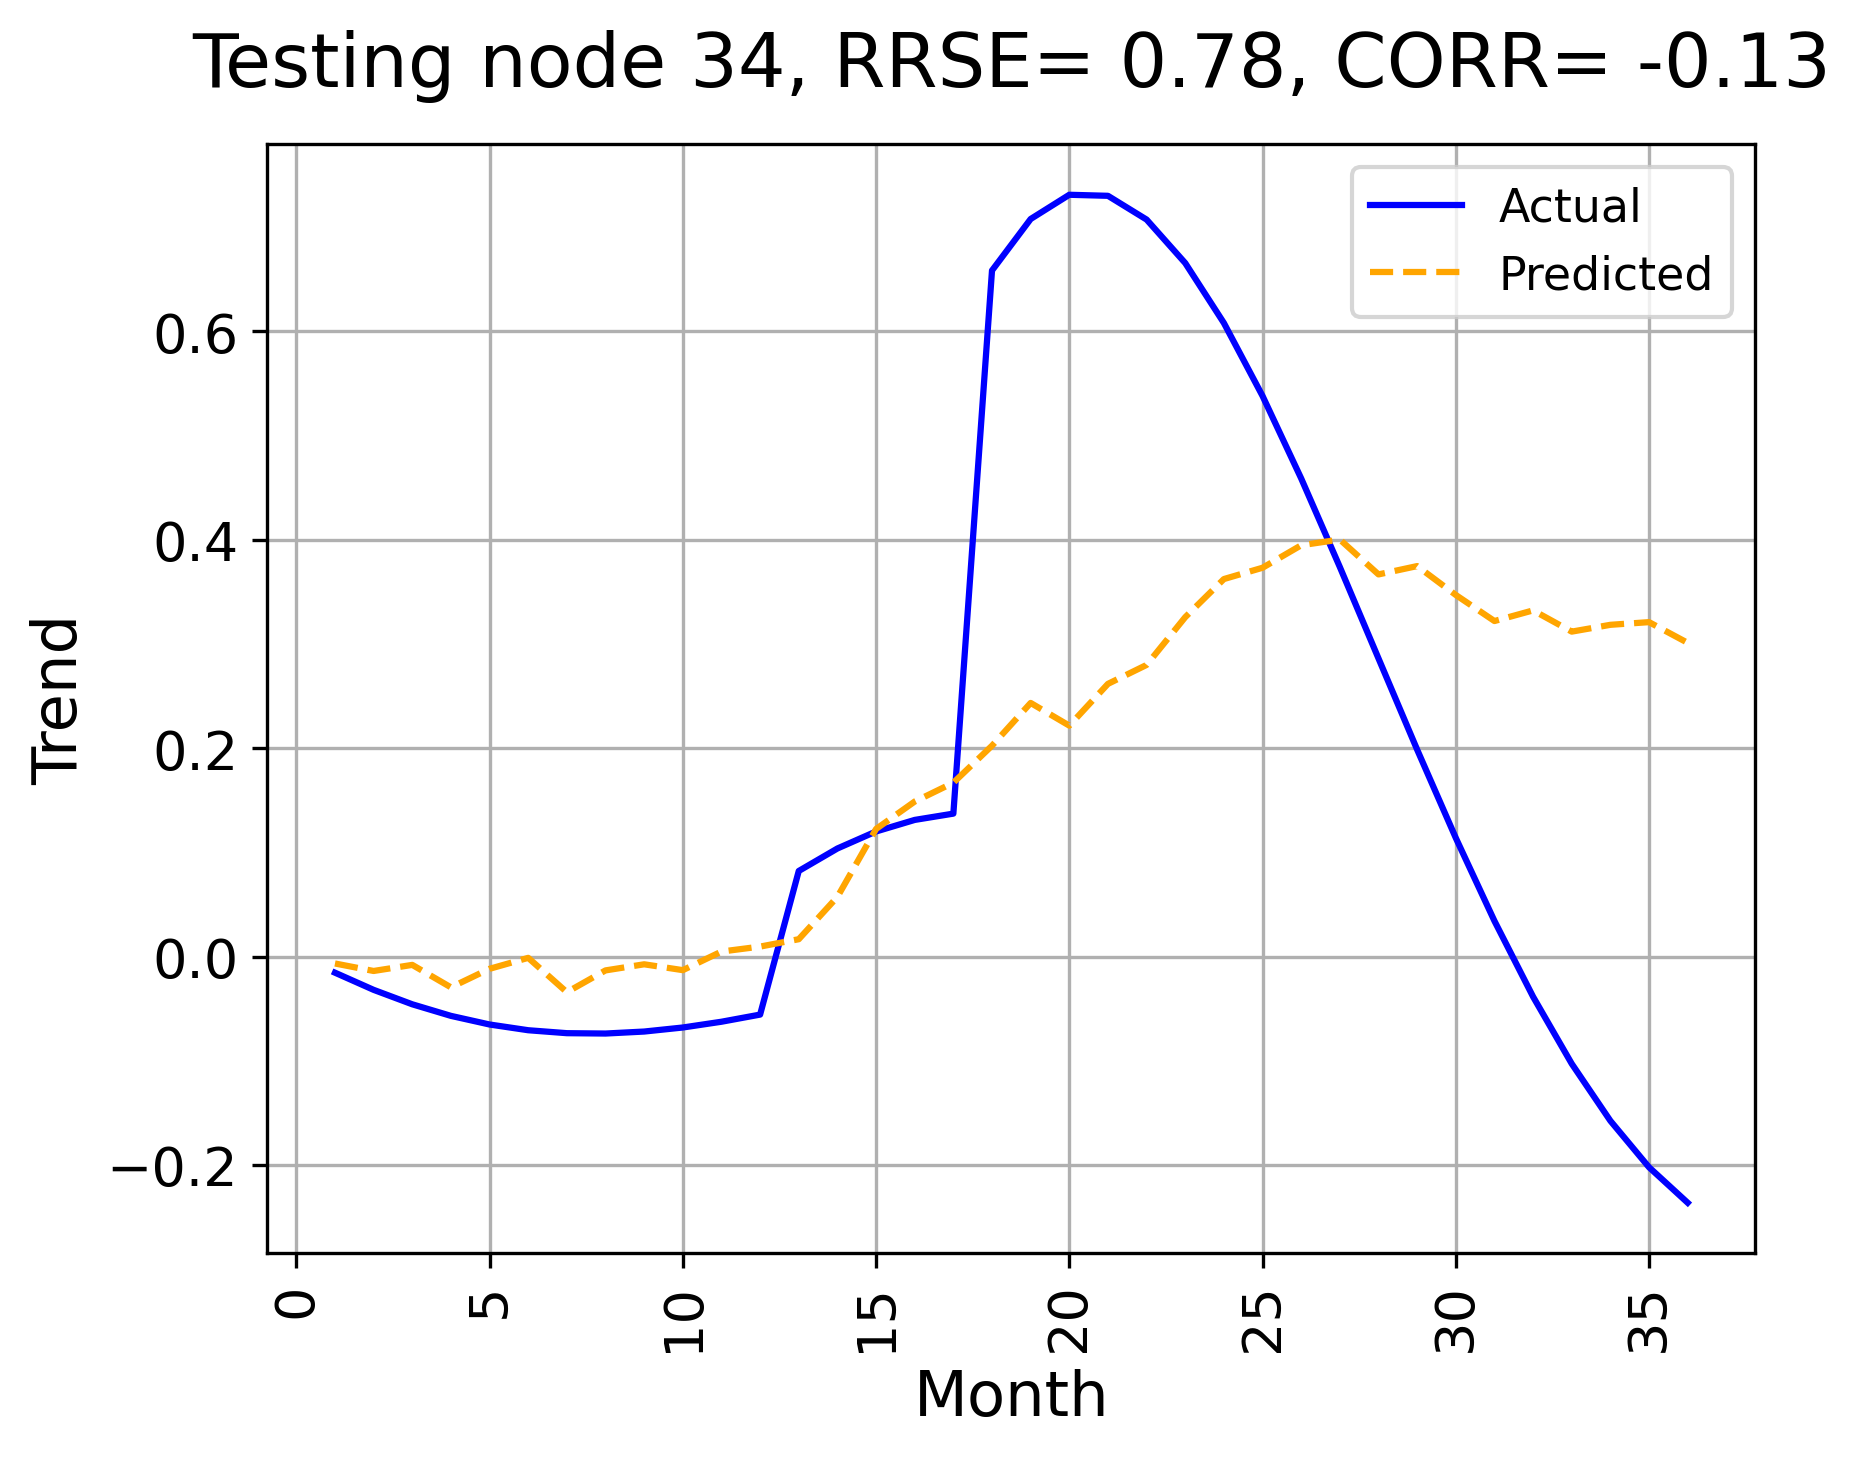 Testing node 34, RRSE= 0.78, CORR= -0.13
Actual
Predicted
0.6
0.4
0.2
0.0
−0.2
Trend
0 5 10 15 20 25 30 35
Month